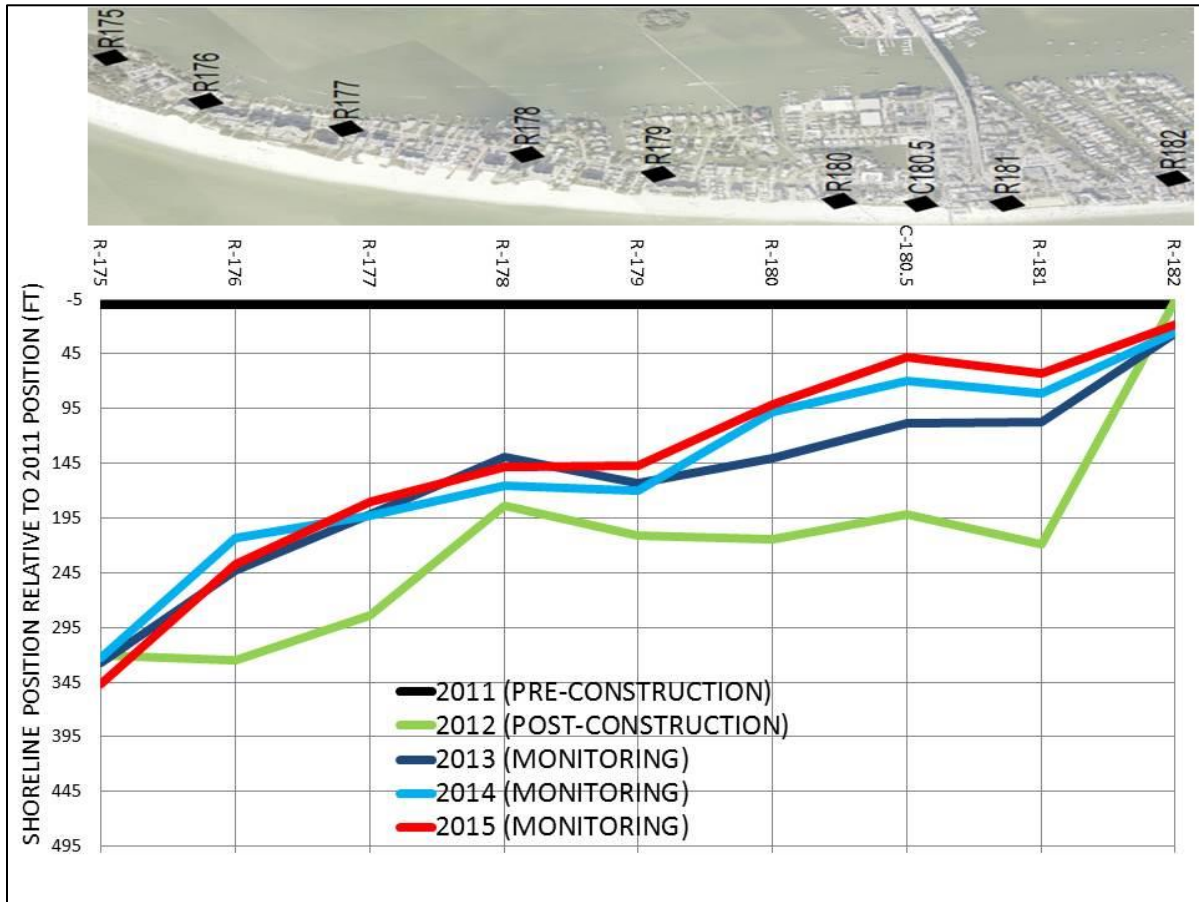 R175
R176
R177
R178
R179
R180
C180.5
R181
R182
R-175
R-176
R-177
R-178
R-179
R-180
C-180.5
R-181
R-182
SHORELINE POSITION RELATIVE TO 2011 POSITION (FT)
-5
45
95
145
195
245
295
345
395
445
495
2011 (PRE-CONSTRUCTION)
2012 (POST-CONSTRUCTION)
2013 (MONITORING)
2014 (MONITORING)
2015 (MONITORING)